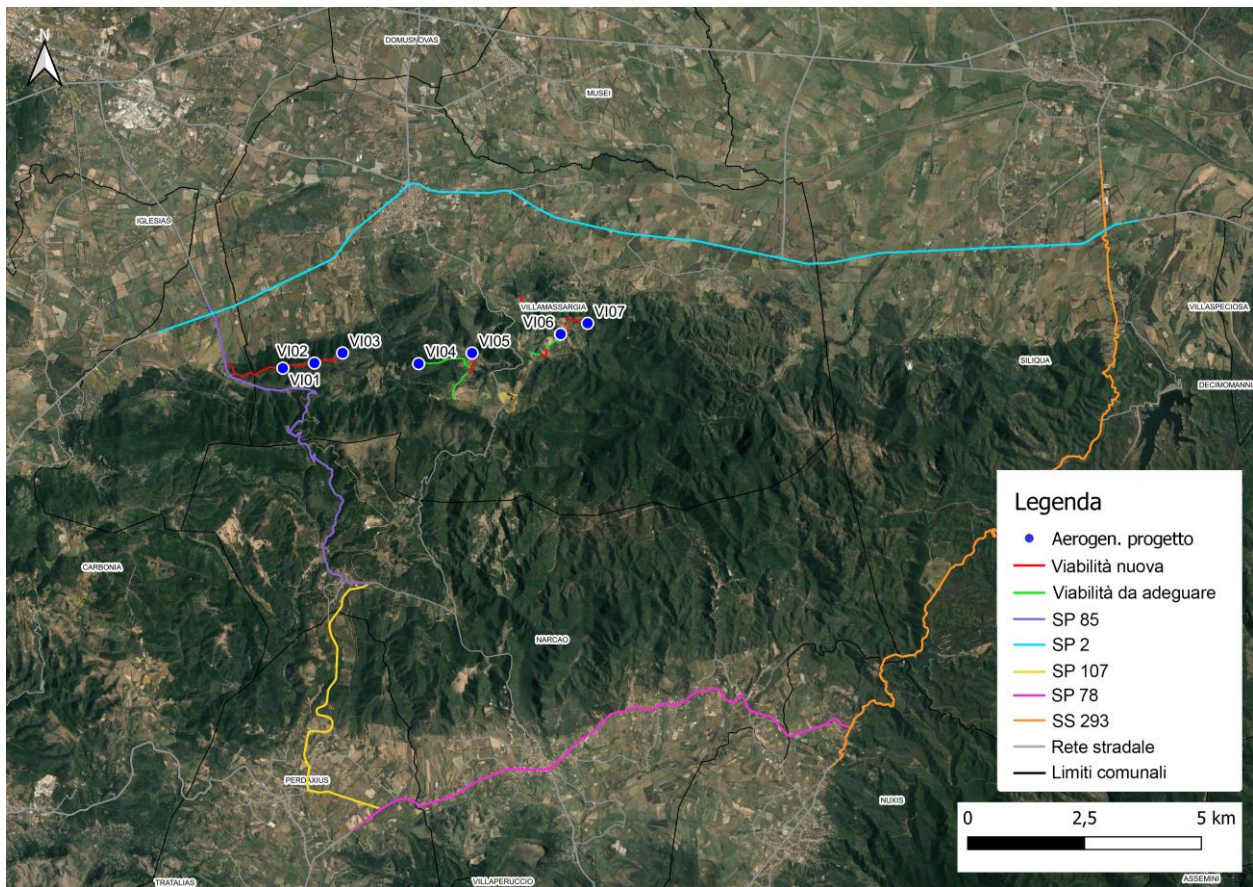 N
DOMUSNOVAS
MUSEI
IGLESIAS
VILLAMASSARGIA
VILLASPECIOSA
VI07
VI06
VI05
VI03
VI02
VI04
VI01
SILIQUA
CARBONIA
NARCAO
PERDAXIUS
NUXIS
TRATALIAS
VILLAPERUCCIO
ASSEMINI
Legenda
Aerogen. progetto
Viabilità nuova
Viabilità da adeguare
SP 85
SP 2
SP 107
SP 78
SS 293
Rete stradale
Limiti comunali
0 2,5 5 km